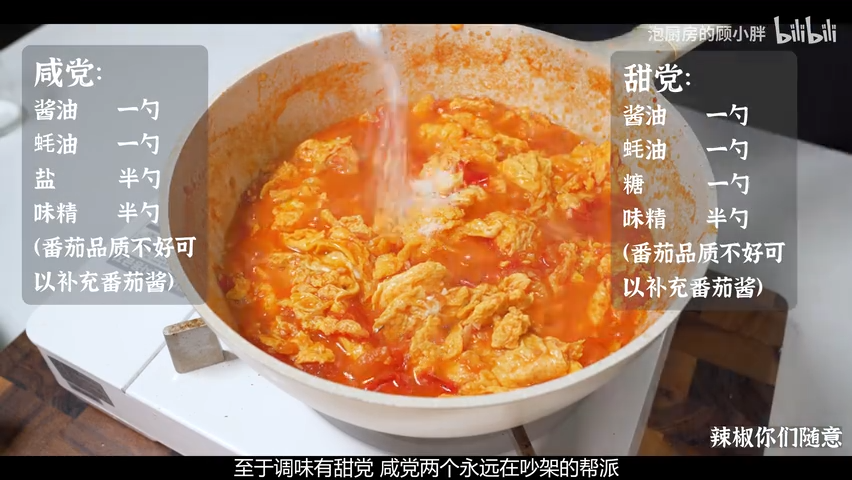 泡厨房的顾小胖 bilibili
咸党:
酱油 一勺
蚝油 一勺
盐 半勺
味精 半勺
(番茄品质不好可
以补充番茄酱)
甜党:
酱油 一勺
蚝油 一勺
糖 一勺
味精 半勺
(番茄品质不好可
以补充番茄酱)
辣椒你们随意
至于调味有甜党 咸党两个永远在吵架的帮派